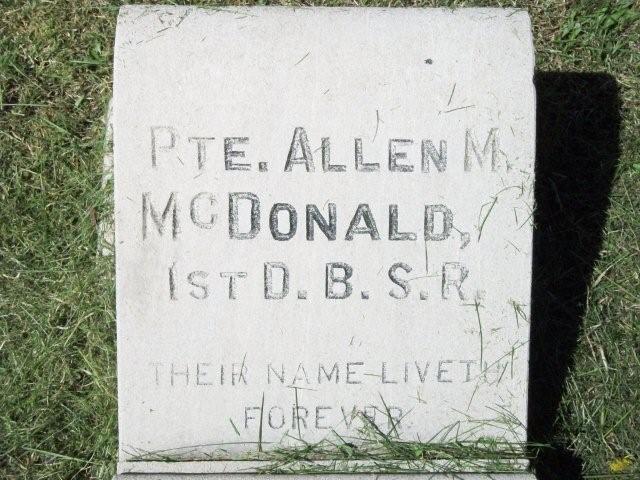 PTE. ALLEN M.
McDONALD,
1ST D.B.S.R.
THEIR NAME LIVETH
FOREVER.